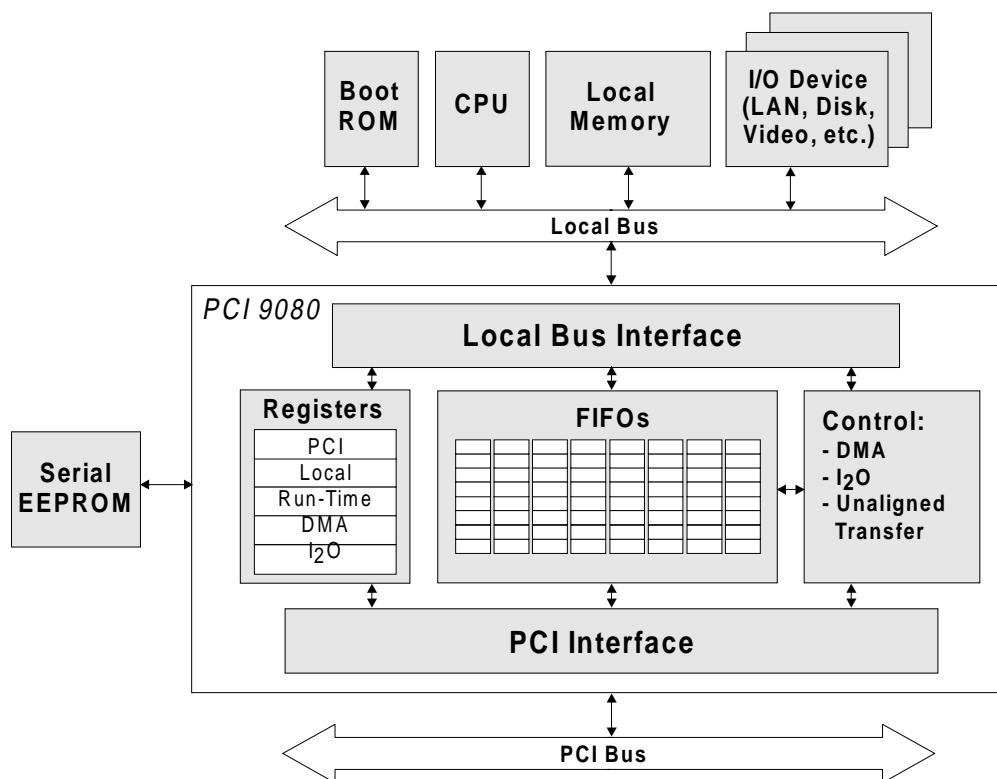 Boot
ROM
CPU
Local
Memory
I/O Device
(LAN, Disk,
Video, etc.)
Local Bus
PCI 9080
Local Bus Interface
Registers
PCI
Local
Run-Time
DMA
I2O
FIFOs
Control:
- DMA
- I2O
- Unaligned
Transfer
Serial
EEPROM
PCI Interface
PCI Bus